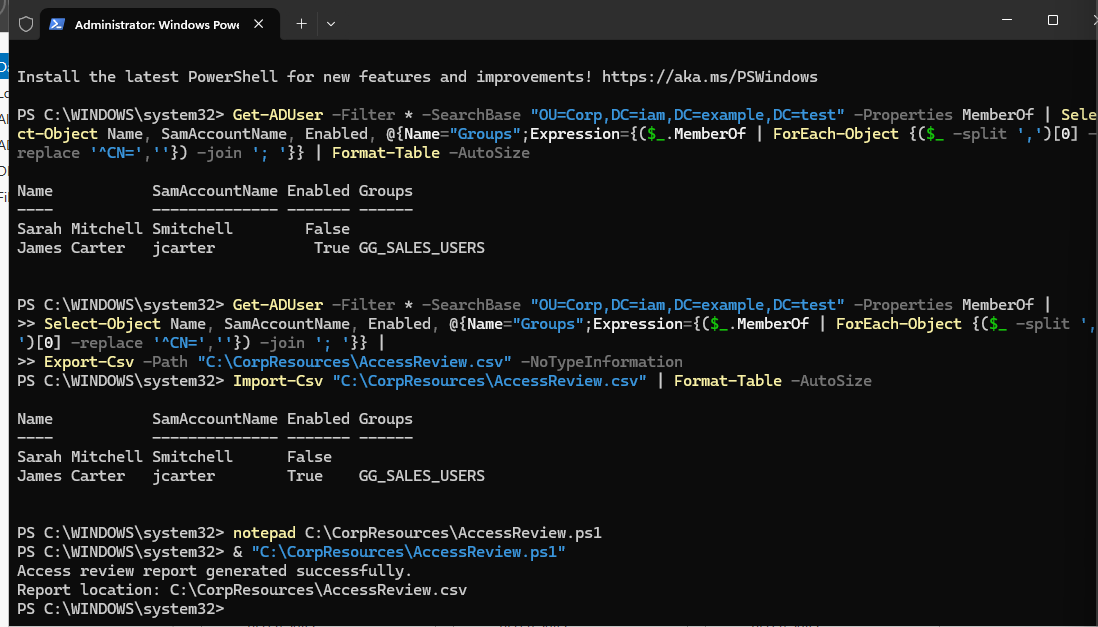 Administrator: Windows Powe
Install the latest PowerShell for new features and improvements! https://aka.ms/PSWindows
PS C:\WINDOWS\system32> Get-ADUser -Filter * -SearchBase "OU=Corp,DC=iam,DC=example,DC=test" -Properties MemberOf | Sele
ct-Object Name, SamAccountName, Enabled, @{Name="Groups";Expression={($_.MemberOf | ForEach-Object {($_ -split ',')[0] -
replace '^CN=',''}) -join '; '}} | Format-Table -AutoSize
Name           SamAccountName Enabled Groups
----           -------------- ------- ------
Sarah Mitchell Smitchell        False
James Carter   jcarter           True GG_SALES_USERS
PS C:\WINDOWS\system32> Get-ADUser -Filter * -SearchBase "OU=Corp,DC=iam,DC=example,DC=test" -Properties MemberOf |
>> Select-Object Name, SamAccountName, Enabled, @{Name="Groups";Expression={($_.MemberOf | ForEach-Object {($_ -split ',
')[0] -replace '^CN=',''}) -join '; '}} |
>> Export-Csv -Path "C:\CorpResources\AccessReview.csv" -NoTypeInformation
PS C:\WINDOWS\system32> Import-Csv "C:\CorpResources\AccessReview.csv" | Format-Table -AutoSize
Name           SamAccountName Enabled Groups
----           -------------- ------- ------
Sarah Mitchell Smitchell      False
James Carter   jcarter        True    GG_SALES_USERS
PS C:\WINDOWS\system32> notepad C:\CorpResources\AccessReview.ps1
PS C:\WINDOWS\system32> & "C:\CorpResources\AccessReview.ps1"
Access review report generated successfully.
Report location: C:\CorpResources\AccessReview.csv
PS C:\WINDOWS\system32>